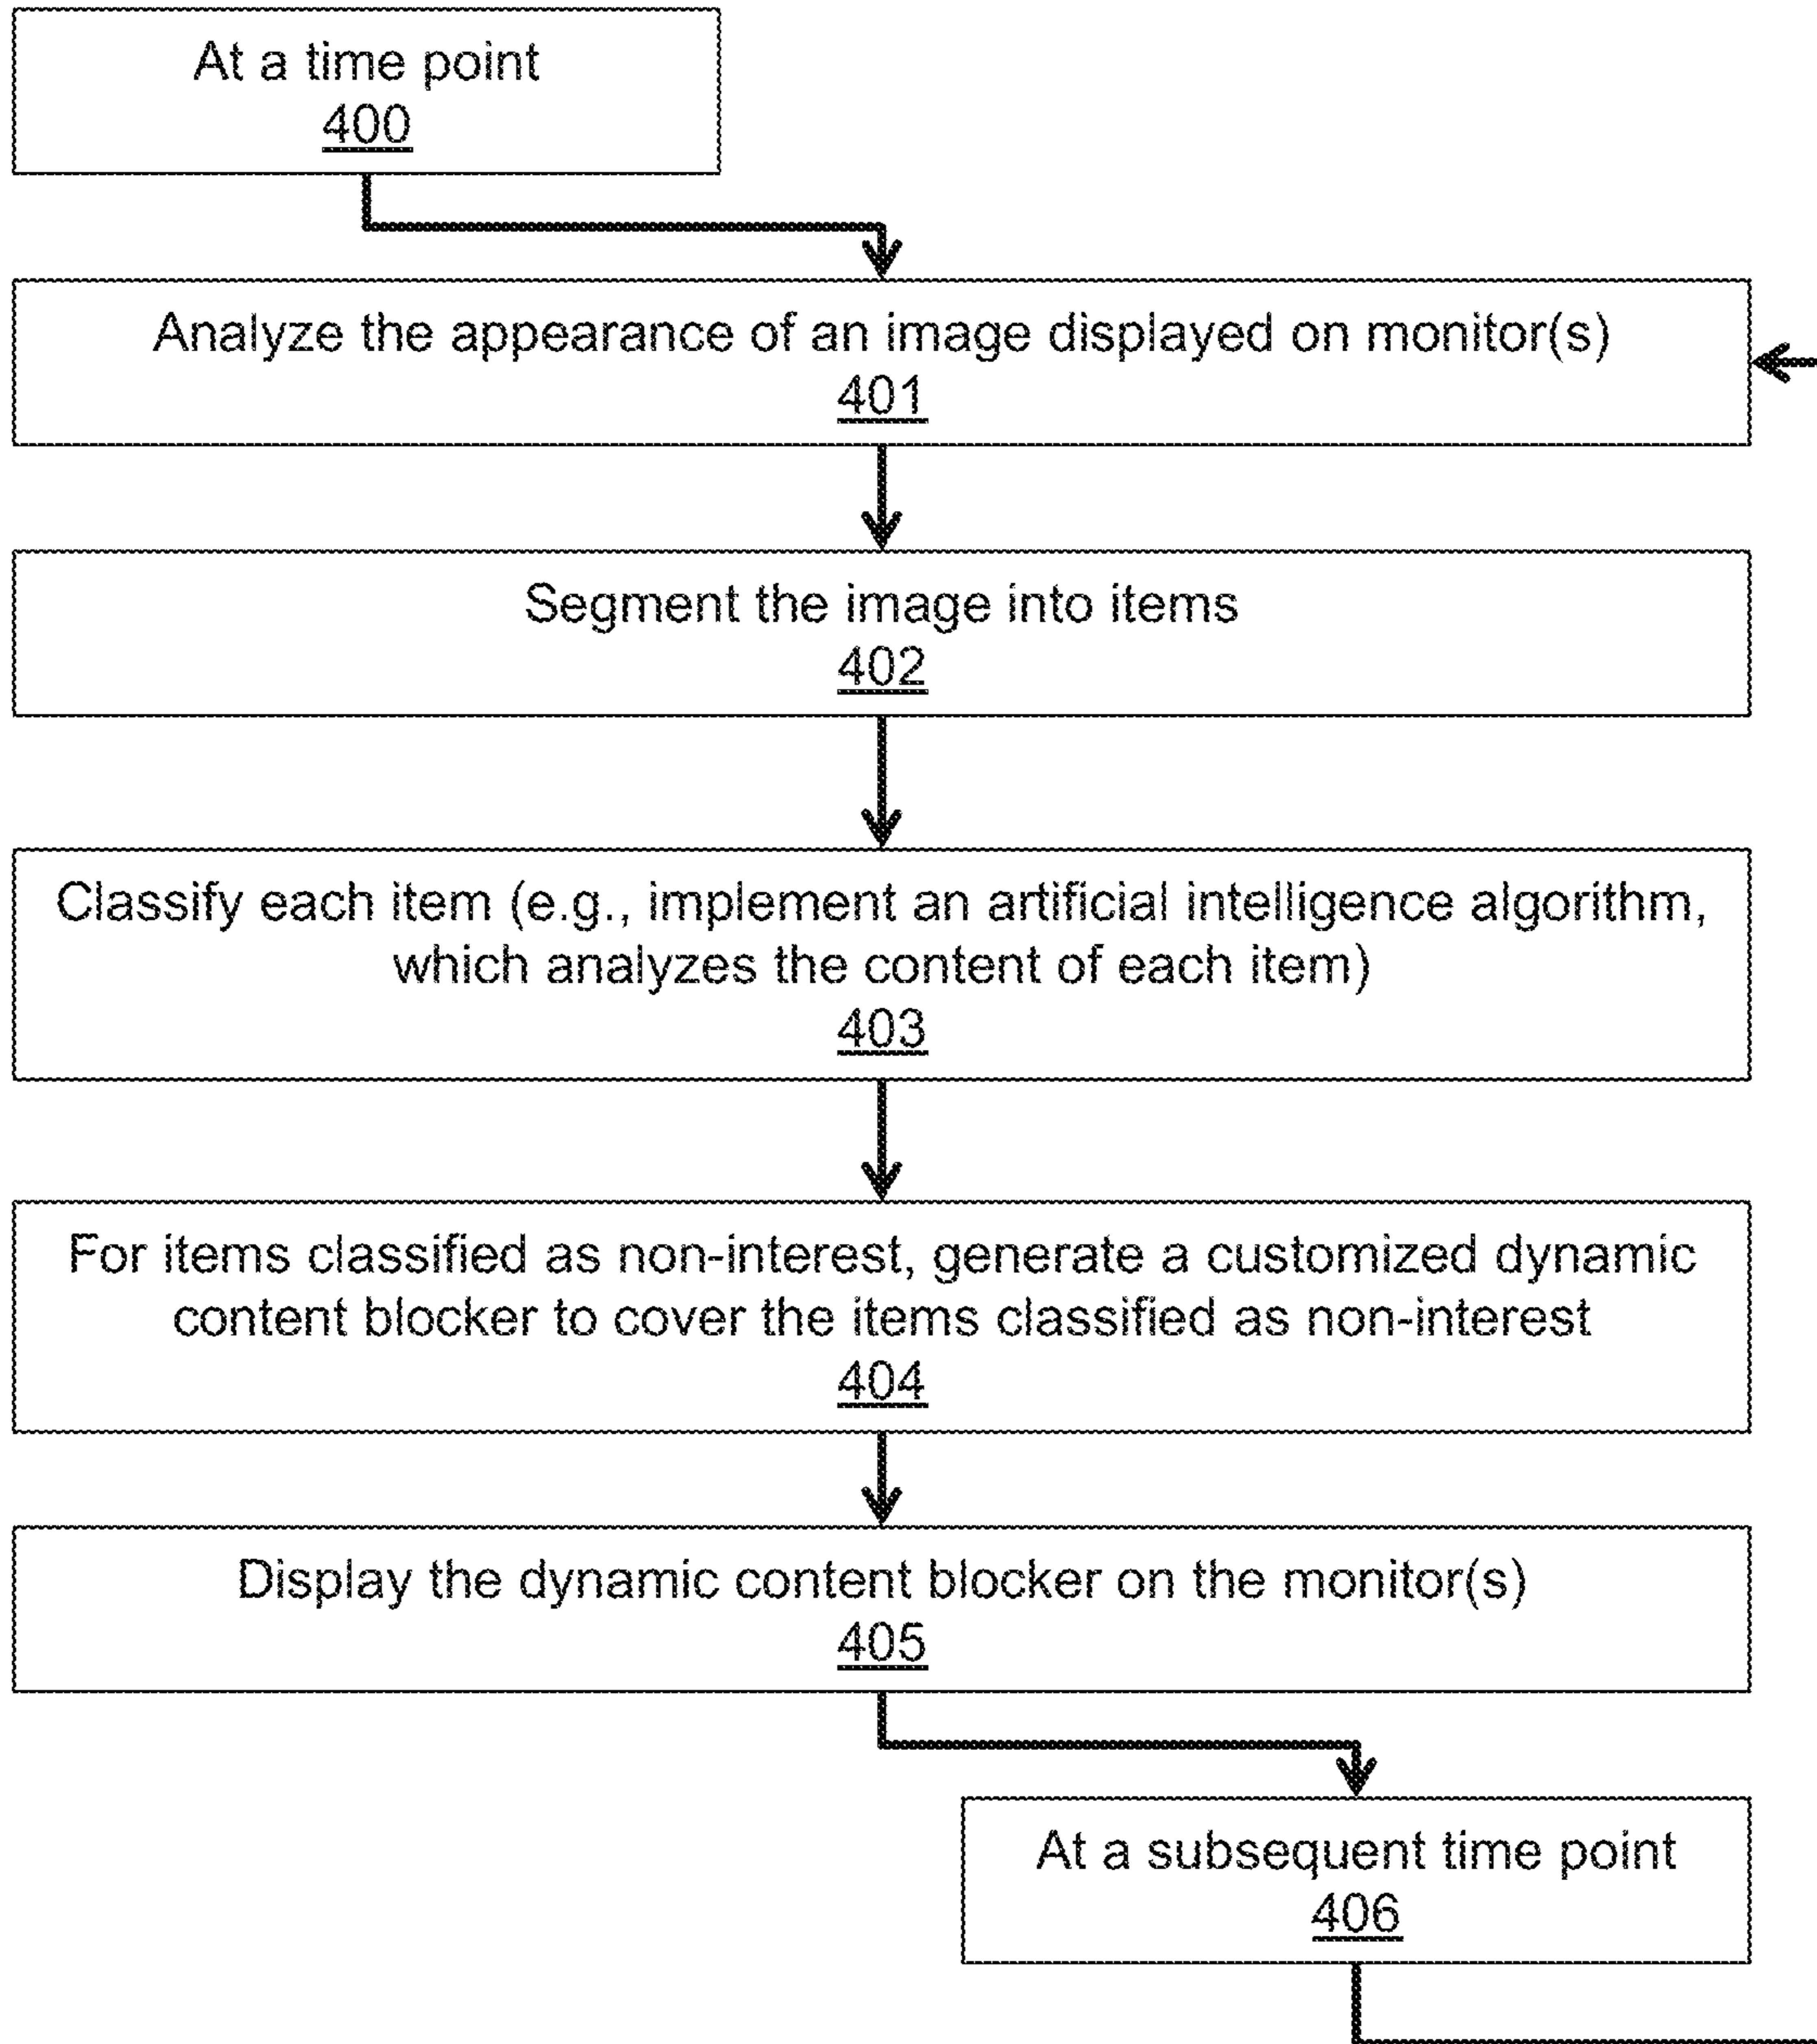 At a time point
400
Analyze the appearance of an image displayed on monitor(s)
401
Segment the image into items
402
Classify each item (e.g., implement an artificial intelligence algorithm,
which analyzes the content of each item)
403
For items classified as non-interest, generate a customized dynamic
content blocker to cover the items classified as non-interest
404
Display the dynamic content blocker on the monitor(s)
405
At a subsequent time point
406